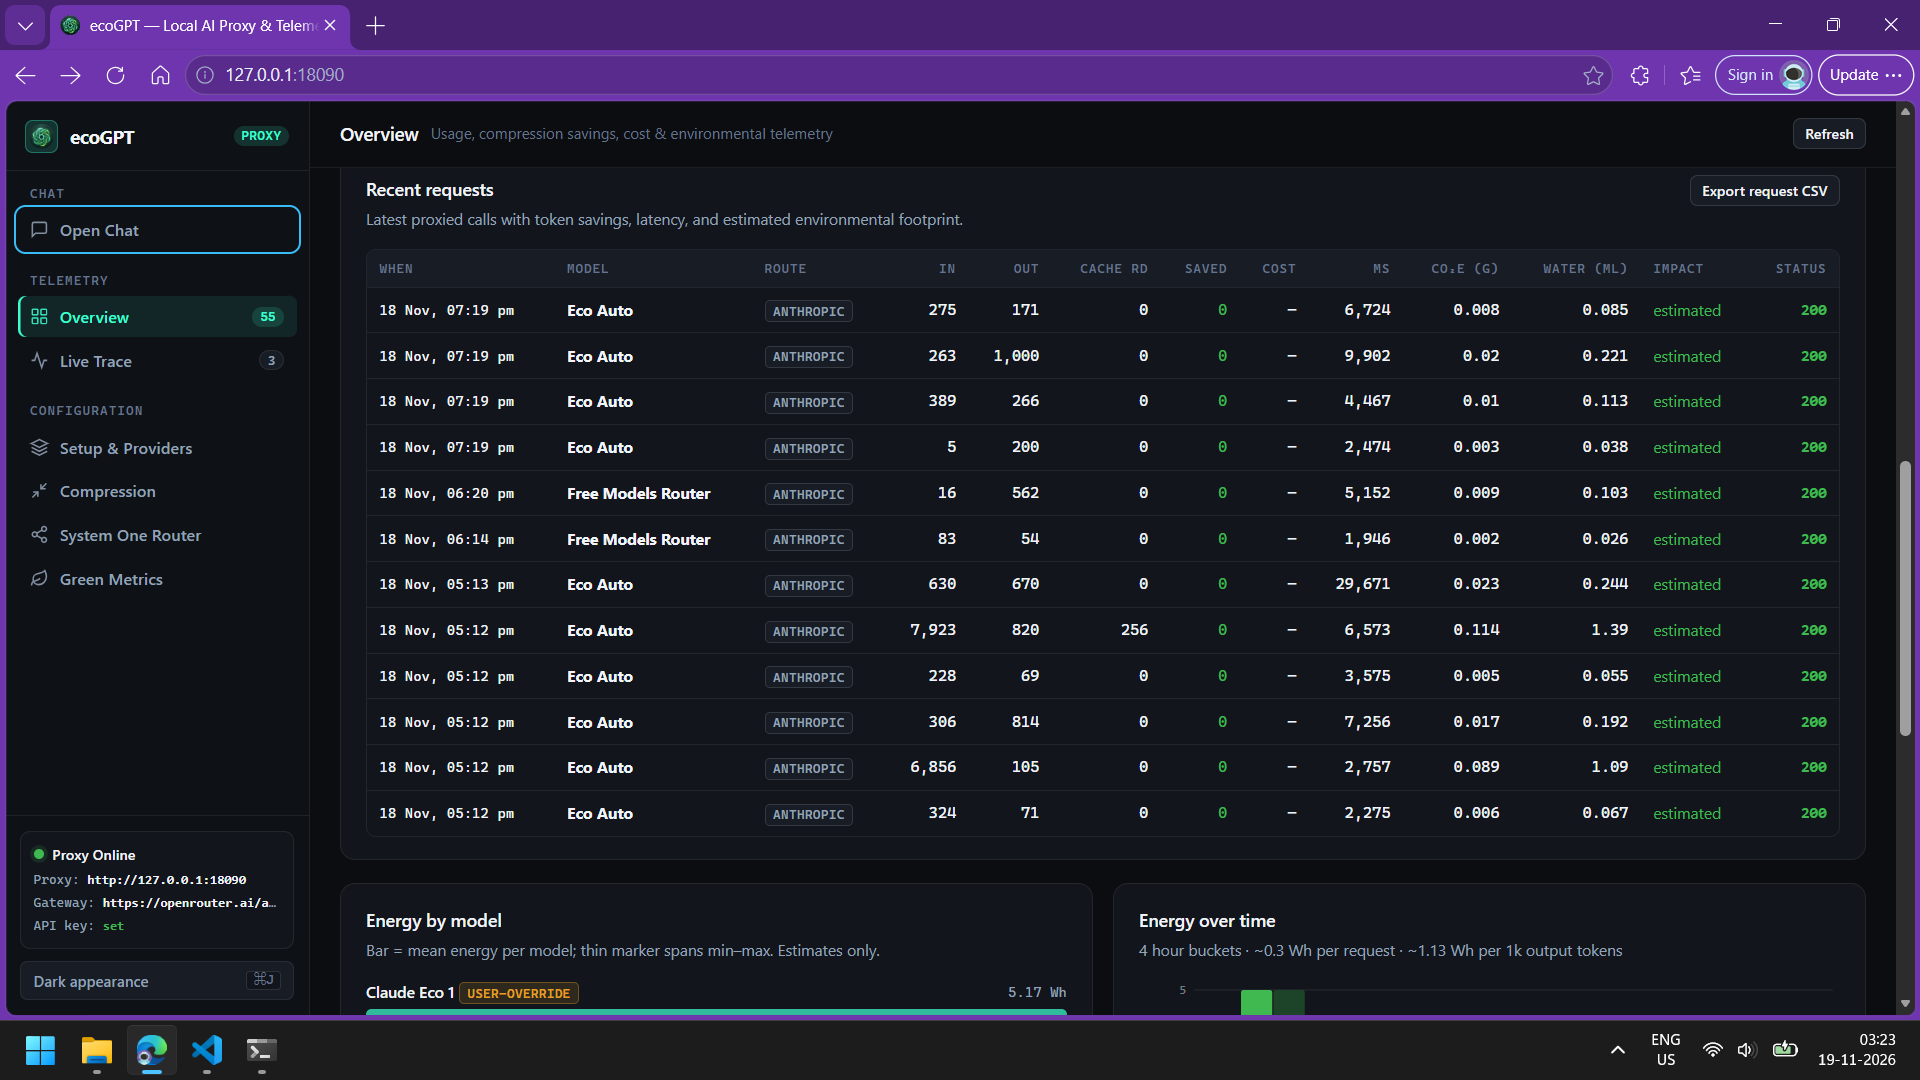 ecoGPT — Local AI Proxy & Telem
127.0.0.1:18090
Sign in
Update
ecoGPT
PROXY
CHAT
Open Chat
TELEMETRY
Overview 55
Live Trace 3
CONFIGURATION
Setup & Providers
Compression
System One Router
Green Metrics
Proxy Online
Proxy: http://127.0.0.1:18090
Gateway: https://openrouter.ai/a…
API key: set
Dark appearance ⌘J
Overview Usage, compression savings, cost & environmental telemetry
Refresh
Recent requests
Export request CSV
Latest proxied calls with token savings, latency, and estimated environmental footprint.
WHEN MODEL ROUTE IN OUT CACHE RD SAVED COST MS CO₂E (G) WATER (ML) IMPACT STATUS
18 Nov, 07:19 pm Eco Auto ANTHROPIC 275 171 0 0 — 6,724 0.008 0.085 estimated 200
18 Nov, 07:19 pm Eco Auto ANTHROPIC 263 1,000 0 0 — 9,902 0.02 0.221 estimated 200
18 Nov, 07:19 pm Eco Auto ANTHROPIC 389 266 0 0 — 4,467 0.01 0.113 estimated 200
18 Nov, 07:19 pm Eco Auto ANTHROPIC 5 200 0 0 — 2,474 0.003 0.038 estimated 200
18 Nov, 06:20 pm Free Models Router ANTHROPIC 16 562 0 0 — 5,152 0.009 0.103 estimated 200
18 Nov, 06:14 pm Free Models Router ANTHROPIC 83 54 0 0 — 1,946 0.002 0.026 estimated 200
18 Nov, 05:13 pm Eco Auto ANTHROPIC 630 670 0 0 — 29,671 0.023 0.244 estimated 200
18 Nov, 05:12 pm Eco Auto ANTHROPIC 7,923 820 256 0 — 6,573 0.114 1.39 estimated 200
18 Nov, 05:12 pm Eco Auto ANTHROPIC 228 69 0 0 — 3,575 0.005 0.055 estimated 200
18 Nov, 05:12 pm Eco Auto ANTHROPIC 306 814 0 0 — 7,256 0.017 0.192 estimated 200
18 Nov, 05:12 pm Eco Auto ANTHROPIC 6,856 105 0 0 — 2,757 0.089 1.09 estimated 200
18 Nov, 05:12 pm Eco Auto ANTHROPIC 324 71 0 0 — 2,275 0.006 0.067 estimated 200
Energy by model
Bar = mean energy per model; thin marker spans min–max. Estimates only.
Claude Eco 1 USER-OVERRIDE 5.17 Wh
Energy over time
4 hour buckets · ~0.3 Wh per request · ~1.13 Wh per 1k output tokens
5
ENG
US
03:23
19-11-2026